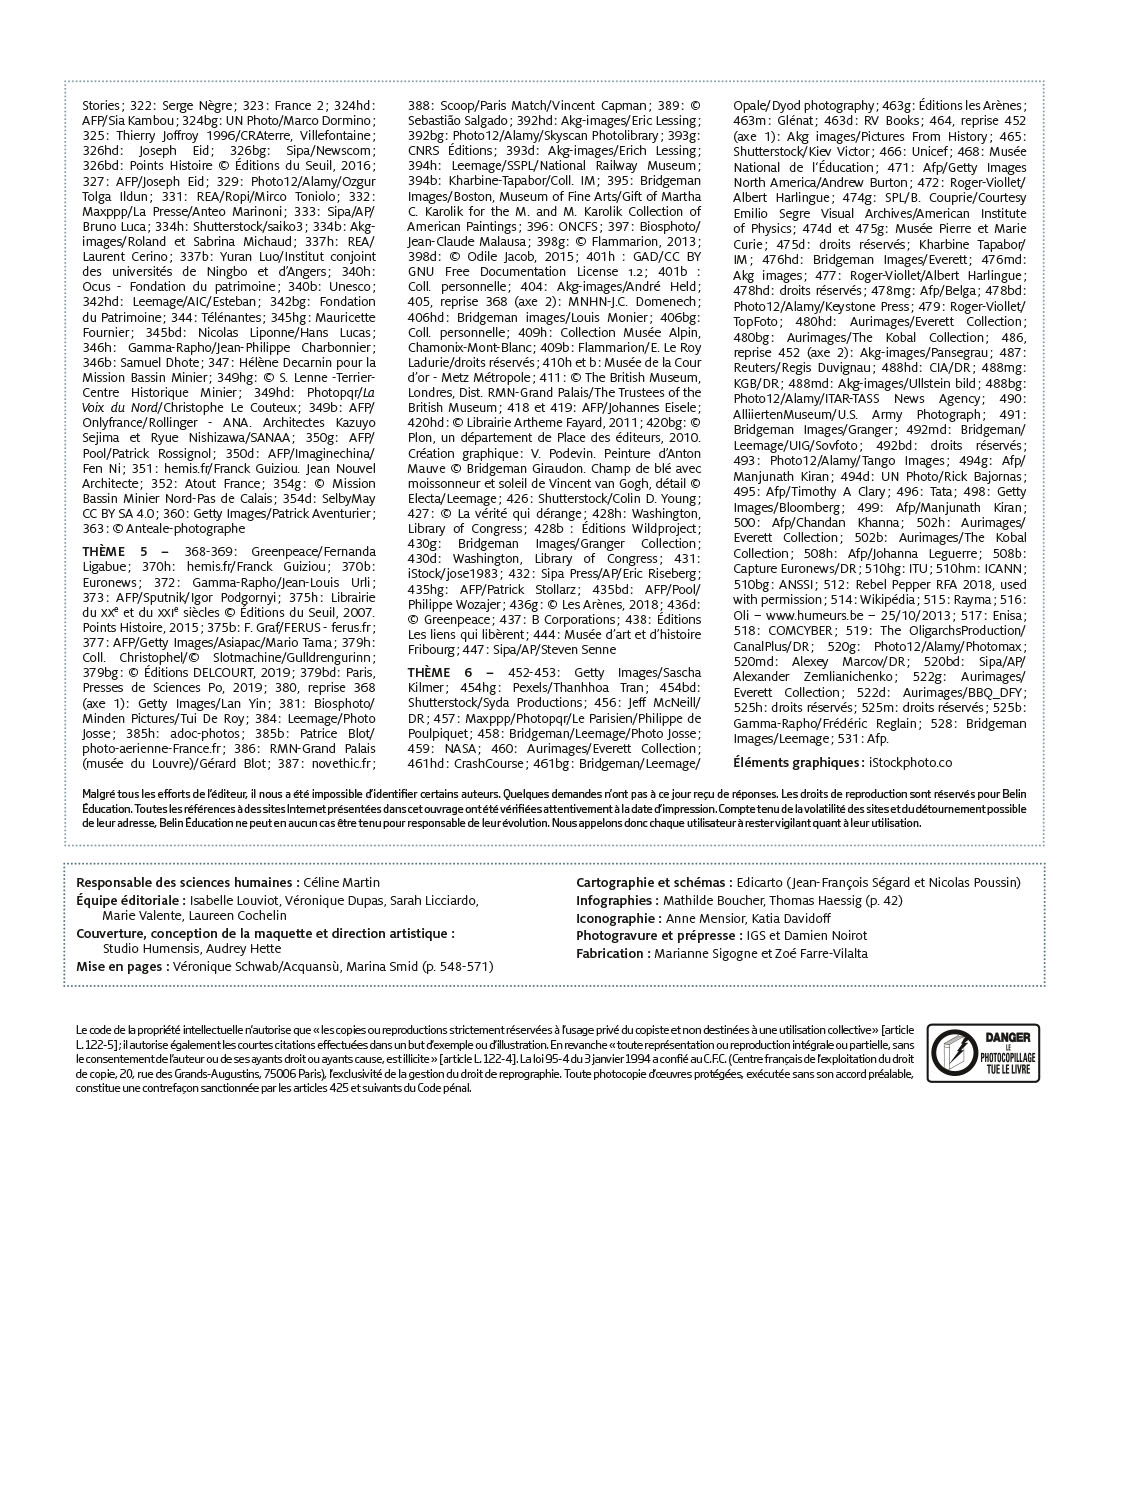 Stories ; 322 : Serge Nègre ; 323 : France 2 ; 324hd :
AFP/Sia Kambou ; 324bg : UN Photo/Marco Dormino ;
325 : Thierry Joffroy 1996/CRAterre, Villefontaine ;
326hd : Joseph Eid ; 326bg : Sipa/Newscom ;
326bd : Points Histoire © Éditions du Seuil, 2016 ;
327 : AFP/Joseph Eid ; 329 : Photo12/Alamy/Ozgur
Tolga Ildun ; 331 : REA/Ropi/Mirco Toniolo ; 332 :
Maxppp/La Presse/Anteo Marinoni ; 333 : Sipa/AP/
Bruno Luca ; 334h : Shutterstock/saiko3 ; 334b : Akg-
images/Roland et Sabrina Michaud ; 337h : REA/
Laurent Cerino ; 337b : Yuran Luo/Institut conjoint
des universités de Ningbo et d'Angers ; 340h :
Ocus - Fondation du patrimoine ; 340b : Unesco ;
342hd : Leemage/AIC/Esteban ; 342bg : Fondation
du Patrimoine ; 344 : Télénantes ; 345hg : Mauricette
Fournier ; 345bd : Nicolas Liponne/Hans Lucas ;
346h : Gamma-Rapho/Jean-Philippe Charbonnier ;
346b : Samuel Dhote ; 347 : Hélène Decarnin pour la
Mission Bassin Minier ; 349hg : © S. Lenne -Terrier-
Centre Historique Minier ; 349hd : Photopqr/La
Voix du Nord/Christophe Le Couteux ; 349b : AFP/
Onlyfrance/Rollinger - ANA. Architectes Kazuyo
Sejima et Ryue Nishizawa/SANAA ; 350g : AFP/
Pool/Patrick Rossignol ; 350d : AFP/Imaginechina/
Fen Ni ; 351 : hemis.fr/Franck Guiziou. Jean Nouvel
Architecte ; 352 : Atout France ; 354g : © Mission
Bassin Minier Nord-Pas de Calais ; 354d : SelbyMay
CC BY SA 4.0 ; 360 : Getty Images/Patrick Aventurier ;
363 : © Anteale-photographe
THÈME 5 – 368-369 : Greenpeace/Fernanda
Ligabue ; 370h : hemis.fr/Franck Guiziou ; 370b :
Euronews ; 372 : Gamma-Rapho/Jean-Louis Urli ;
373 : AFP/Sputnik/Igor Podgornyi ; 375h : Librairie
du XXe et du XXIe siècles © Éditions du Seuil, 2007.
Points Histoire, 2015 ; 375b : F. Graf/FERUS - ferus.fr ;
377 : AFP/Getty Images/Asiapac/Mario Tama ; 379h :
Coll. Christophel/© Slotmachine/Gulldrengurinn ;
379bg : © Éditions DELCOURT, 2019 ; 379bd : Paris,
Presses de Sciences Po, 2019 ; 380, reprise 368
(axe 1) : Getty Images/Lan Yin ; 381 : Biosphoto/
Minden Pictures/Tui De Roy ; 384 : Leemage/Photo
Josse ; 385h : adoc-photos ; 385b : Patrice Blot/
photo-aerienne-France.fr ; 386 : RMN-Grand Palais
(musée du Louvre)/Gérard Blot ; 387 : novethic.fr ;
388 : Scoop/Paris Match/Vincent Capman ; 389 : ©
Sebastião Salgado ; 392hd : Akg-images/Eric Lessing ;
392bg : Photo12/Alamy/Skyscan Photolibrary ; 393g :
CNRS Éditions ; 393d : Akg-images/Erich Lessing ;
394h : Leemage/SSPL/National Railway Museum ;
394b : Kharbine-Tapabor/Coll. IM ; 395 : Bridgeman
Images/Boston, Museum of Fine Arts/Gift of Martha
C. Karolik for the M. and M. Karolik Collection of
American Paintings ; 396 : ONCFS ; 397 : Biosphoto/
Jean-Claude Malausa ; 398g : © Flammarion, 2013 ;
398d : © Odile Jacob, 2015 ; 401h : GAD/CC BY
GNU Free Documentation License 1.2 ; 401b :
Coll. personnelle ; 404 : Akg-images/André Held ;
405, reprise 368 (axe 2) : MNHN-J.C. Domenech ;
406hd : Bridgeman images/Louis Monier ; 406bg :
Coll. personnelle ; 409h : Collection Musée Alpin,
Chamonix-Mont-Blanc ; 409b : Flammarion/E. Le Roy
Ladurie/droits réservés ; 410h et b : Musée de la Cour
d'or - Metz Métropole ; 411 : © The British Museum,
Londres, Dist. RMN-Grand Palais/The Trustees of the
British Museum ; 418 et 419 : AFP/Johannes Eisele ;
420hd : © Librairie Artheme Fayard, 2011 ; 420bg : ©
Plon, un département de Place des éditeurs, 2010.
Création graphique : V. Podevin. Peinture d'Anton
Mauve © Bridgeman Giraudon. Champ de blé avec
moissonneur et soleil de Vincent van Gogh, détail ©
Electa/Leemage ; 426 : Shutterstock/Colin D. Young ;
427 : © La vérité qui dérange ; 428h : Washington,
Library of Congress ; 428b : Éditions Wildproject ;
430g : Bridgeman Images/Granger Collection ;
430d : Washington, Library of Congress ; 431 :
iStock/jose1983 ; 432 : Sipa Press/AP/Eric Riseberg ;
435hg : AFP/Patrick Stollarz ; 435bd : AFP/Pool/
Philippe Wozajer ; 436g : © Les Arènes, 2018 ; 436d :
© Greenpeace ; 437 : B Corporations ; 438 : Éditions
Les liens qui libèrent ; 444 : Musée d'art et d'histoire
Fribourg ; 447 : Sipa/AP/Steven Senne
THÈME 6 – 452-453 : Getty Images/Sascha
Kilmer ; 454hg : Pexels/Thanhhoa Tran ; 454bd :
Shutterstock/Syda Productions ; 456 : Jeff McNeill/
DR ; 457 : Maxppp/Photopqr/Le Parisien/Philippe de
Poulpiquet ; 458 : Bridgeman/Leemage/Photo Josse ;
459 : NASA ; 460 : Aurimages/Everett Collection ;
461hd : CrashCourse ; 461bg : Bridgeman/Leemage/
Opale/Dyod photography ; 463g : Éditions les Arènes ;
463m : Glénat ; 463d : RV Books ; 464, reprise 452
(axe 1) : Akg images/Pictures From History ; 465 :
Shutterstock/Kiev Victor ; 466 : Unicef ; 468 : Musée
National de l'Éducation ; 471 : Afp/Getty Images
North America/Andrew Burton ; 472 : Roger-Viollet/
Albert Harlingue ; 474g : SPL/B. Couprie/Courtesy
Emilio Segre Visual Archives/American Institute
of Physics ; 474d et 475g : Musée Pierre et Marie
Curie ; 475d : droits réservés ; Kharbine Tapabor/
IM ; 476hd : Bridgeman Images/Everett ; 476md :
Akg images ; 477 : Roger-Viollet/Albert Harlingue ;
478hd : droits réservés ; 478mg : Afp/Belga ; 478bd :
Photo12/Alamy/Keystone Press ; 479 : Roger-Viollet/
TopFoto ; 480hd : Aurimages/Everett Collection ;
480bg : Aurimages/The Kobal Collection ; 486,
reprise 452 (axe 2) : Akg-images/Pansegrau ; 487 :
Reuters/Regis Duvignau ; 488hd : CIA/DR ; 488mg :
KGB/DR ; 488md : Akg-images/Ullstein bild ; 488bg :
Photo12/Alamy/ITAR-TASS News Agency ; 490 :
AlliiertenMuseum/U.S. Army Photograph ; 491 :
Bridgeman Images/Granger ; 492md : Bridgeman/
Leemage/UIG/Sovfoto ; 492bd : droits réservés ;
493 : Photo12/Alamy/Tango Images ; 494g : Afp/
Manjunath Kiran ; 494d : UN Photo/Rick Bajornas ;
495 : Afp/Timothy A Clary ; 496 : Tata ; 498 : Getty
Images/Bloomberg ; 499 : Afp/Manjunath Kiran ;
500 : Afp/Chandan Khanna ; 502h : Aurimages/
Everett Collection ; 502b : Aurimages/The Kobal
Collection ; 508h : Afp/Johanna Leguerre ; 508b :
Capture Euronews/DR ; 510hg : ITU ; 510hm : ICANN ;
510bg : ANSSI ; 512 : Rebel Pepper RFA 2018, used
with permission ; 514 : Wikipédia ; 515 : Rayma ; 516 :
Oli – www.humeurs.be – 25/10/2013 ; 517 : Enisa ;
518 : COMCYBER ; 519 : The OligarchsProduction/
CanalPlus/DR ; 520g : Photo12/Alamy/Photomax ;
520md : Alexey Marcov/DR ; 520bd : Sipa/AP/
Alexander Zemlianichenko ; 522g : Aurimages/
Everett Collection ; 522d : Aurimages/BBQ_DFY ;
525h : droits réservés ; 525m : droits réservés ; 525b :
Gamma-Rapho/Frédéric Reglain ; 528 : Bridgeman
Images/Leemage ; 531 : Afp.
Éléments graphiques : iStockphoto.co
Malgré tous les efforts de l'éditeur, il nous a été impossible d'identifier certains auteurs. Quelques demandes n'ont pas à ce jour reçu de réponses. Les droits de reproduction sont réservés pour Belin
Éducation. Toutes les références à des sites Internet présentées dans cet ouvrage ont été vérifiées attentivement à la date d'impression. Compte tenu de la volatilité des sites et du détournement possible
de leur adresse, Belin Éducation ne peut en aucun cas être tenu pour responsable de leur évolution. Nous appelons donc chaque utilisateur à rester vigilant quant à leur utilisation.
Responsable des sciences humaines : Céline Martin
Équipe éditoriale : Isabelle Louviot, Véronique Dupas, Sarah Licciardo,
Marie Valente, Laureen Cochelin
Couverture, conception de la maquette et direction artistique :
Studio Humensis, Audrey Hette
Mise en pages : Véronique Schwab/Acquansù, Marina Smid (p. 548-571)
Cartographie et schémas : Edicarto (Jean-François Ségard et Nicolas Poussin)
Infographies : Mathilde Boucher, Thomas Haessig (p. 42)
Iconographie : Anne Mensior, Katia Davidoff
Photogravure et prépresse : IGS et Damien Noirot
Fabrication : Marianne Sigogne et Zoé Farre-Vilalta
Le code de la propriété intellectuelle n'autorise que « les copies ou reproductions strictement réservées à l'usage privé du copiste et non destinées à une utilisation collective » [article
L. 122-5] ; il autorise également les courtes citations effectuées dans un but d'exemple ou d'illustration. En revanche « toute représentation ou reproduction intégrale ou partielle, sans
le consentement de l'auteur ou de ses ayants droit ou ayants cause, est illicite » [article L. 122-4]. La loi 95-4 du 3 janvier 1994 a confié au C.F.C. (Centre français de l'exploitation du droit
de copie, 20, rue des Grands-Augustins, 75006 Paris), l'exclusivité de la gestion du droit de reprographie. Toute photocopie d'œuvres protégées, exécutée sans son accord préalable,
constitue une contrefaçon sanctionnée par les articles 425 et suivants du Code pénal.
DANGER
LE
PHOTOCOPILLAGE
TUE LE LIVRE